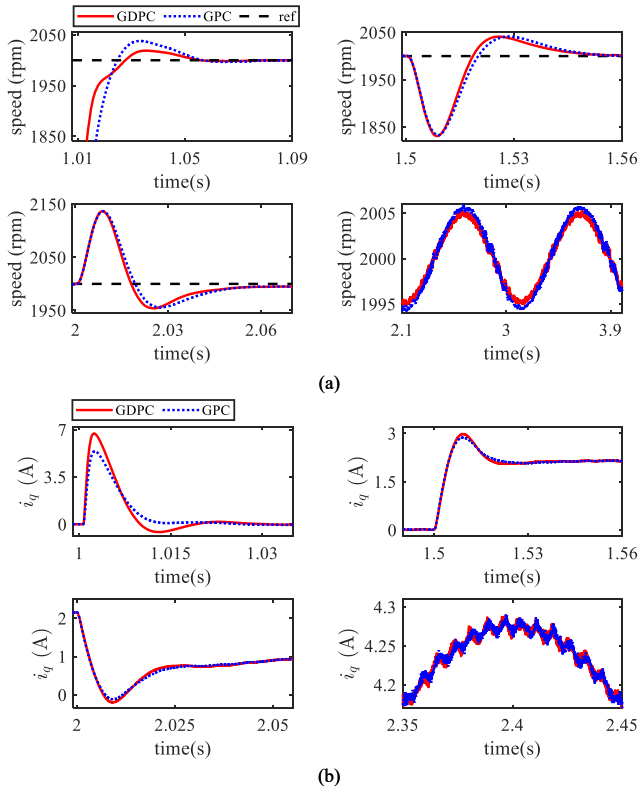 GDPC GPC ref
2050
1950
1850
speed (rpm)
1.01 1.05 1.09
time(s)
2050
1950
1850
speed (rpm)
1.5 1.53 1.56
time(s)
2150
2050
1950
speed (rpm)
2 2.03 2.06
time(s)
2005
2000
1995
speed (rpm)
2.1 3 3.9
time(s)
(a)
GDPC GPC
7
3.5
0
i_q (A)
1 1.015 1.03
time(s)
3
1.5
0
i_q (A)
1.5 1.53 1.56
time(s)
2
1
0
i_q (A)
2 2.025 2.05
time(s)
4.3
4.25
4.2
i_q (A)
2.35 2.4 2.45
time(s)
(b)